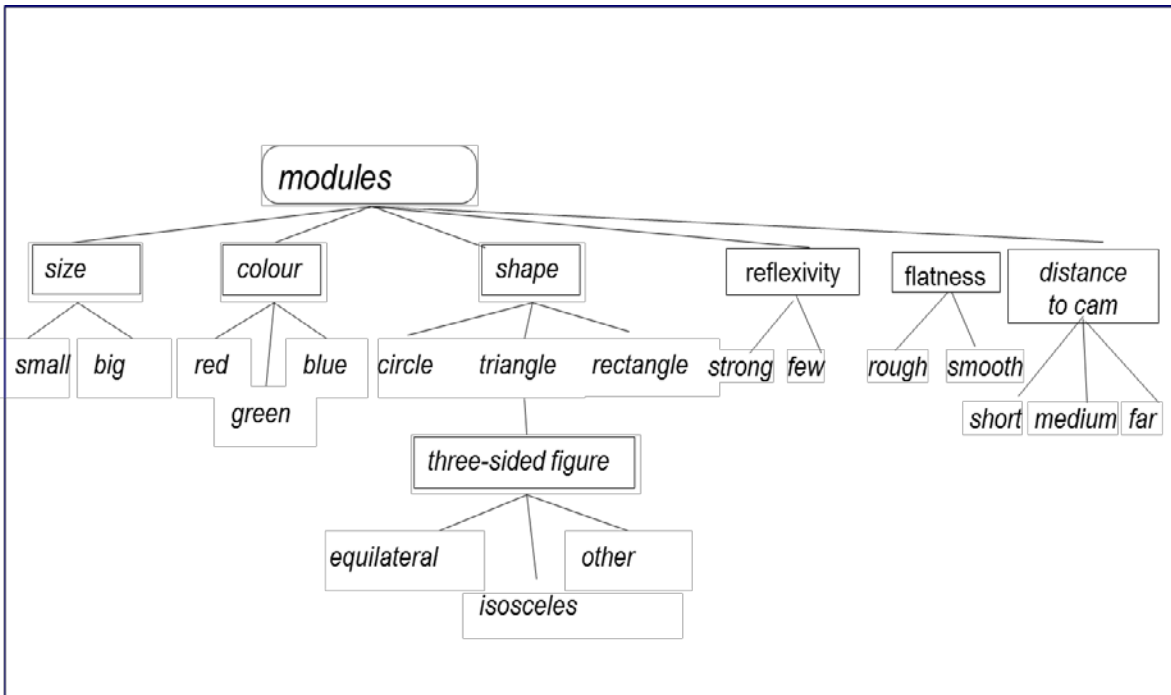 modules
size
colour
shape
reflexivity
flatness
distance
to cam
small
big
red
green
blue
circle
triangle
rectangle
strong
few
rough
smooth
short
medium
far
three-sided figure
equilateral
isosceles
other